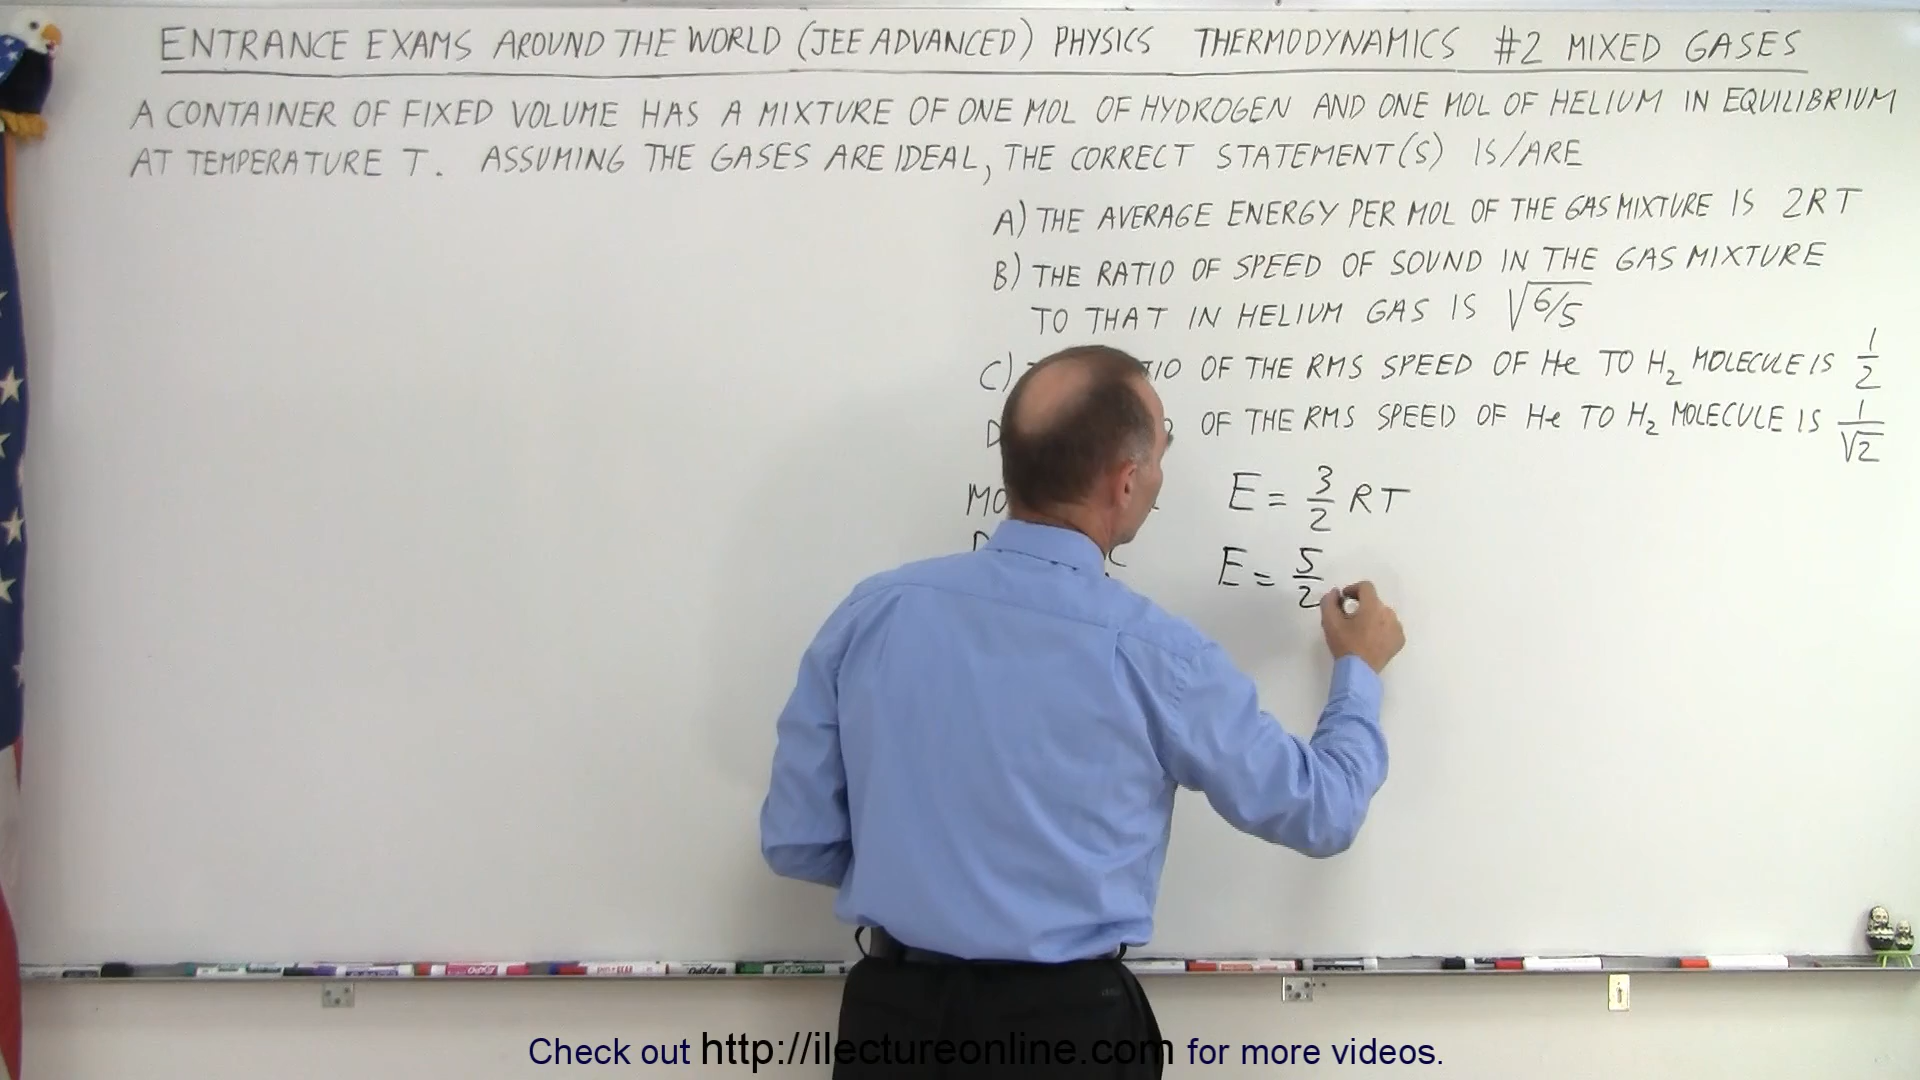 ENTRANCE EXAMS AROUND THE WORLD (JEE ADVANCED) PHYSICS THERMODYNAMICS #2 MIXED GASES
A CONTAINER OF FIXED VOLUME HAS A MIXTURE OF ONE MOL OF HYDROGEN AND ONE MOL OF HELIUM IN EQUILIBRIUM
AT TEMPERATURE T. ASSUMING THE GASES ARE IDEAL, THE CORRECT STATEMENT(S) IS/ARE
A) THE AVERAGE ENERGY PER MOL OF THE GAS MIXTURE IS 2RT
B) THE RATIO OF SPEED OF SOUND IN THE GAS MIXTURE
TO THAT IN HELIUM GAS IS √6/5
C) OF THE RMS SPEED OF He TO H₂ MOLECULE IS 1/2
D OF THE RMS SPEED OF He TO H₂ MOLECULE IS 1/√2
E = 3/2 RT
E = 5/2
Check out http://ilectureonline.com for more videos.